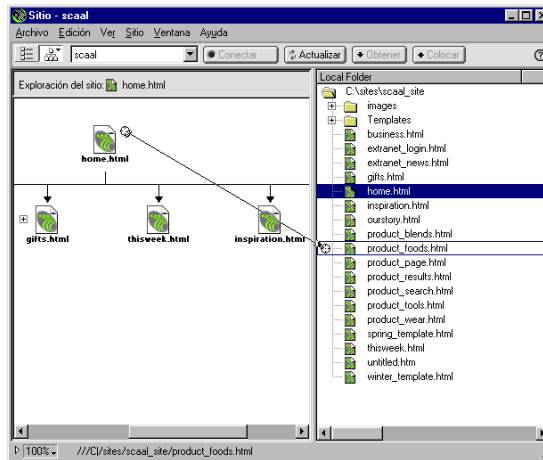 Sitio - scaal
Archivo Edición Ver Sitio Ventana Ayuda
scaal Conectar Actualizar Obtener Colocar
Exploración del sitio: home.html
home.html
gifts.html thisweek.html inspiration.html
Local Folder
C:\sites\scaal_site
images
Templates
business.html
extranet_login.html
extranet_news.html
gifts.html
home.html
inspiration.html
ourstory.html
product_blends.html
product_foods.html
product_page.html
product_results.html
product_search.html
product_tools.html
product_wear.html
spring_template.html
thisweek.html
untitled.htm
winter_template.html
100% ///C|/sites/scaal_site/product_foods.html